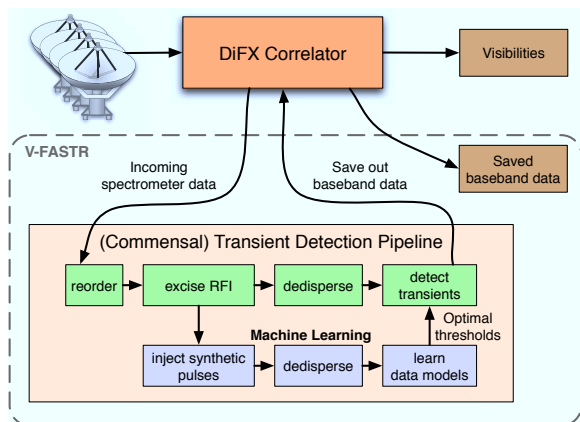 DiFX Correlator
Visibilities
V-FASTR
Incoming
spectrometer data
Save out
baseband data
Saved
baseband data
(Commensal) Transient Detection Pipeline
reorder
excise RFI
dedisperse
detect
transients
Machine Learning
Optimal
thresholds
inject synthetic
pulses
dedisperse
learn
data models